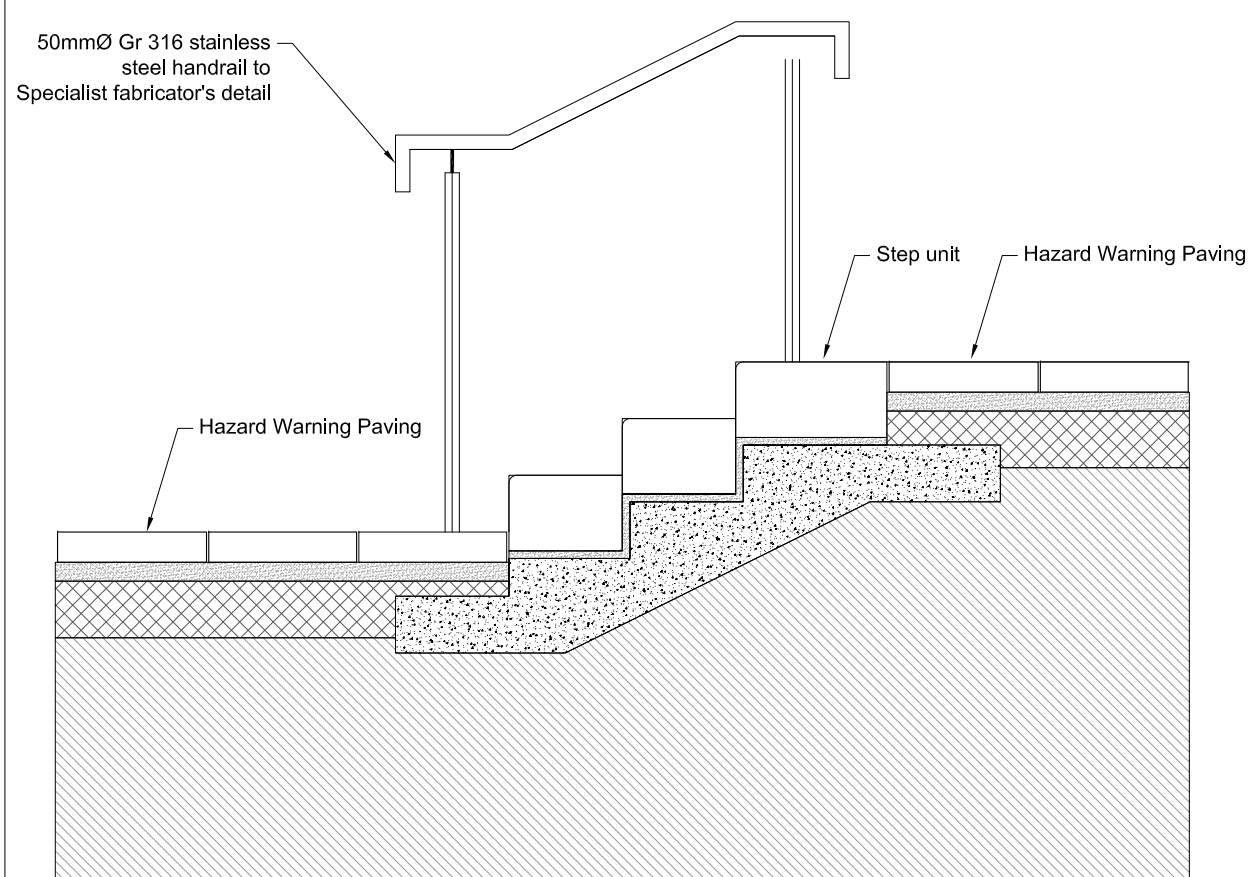 50mmØ Gr 316 stainless
steel handrail to
Specialist fabricator's detail
Step unit
Hazard Warning Paving
Hazard Warning Paving